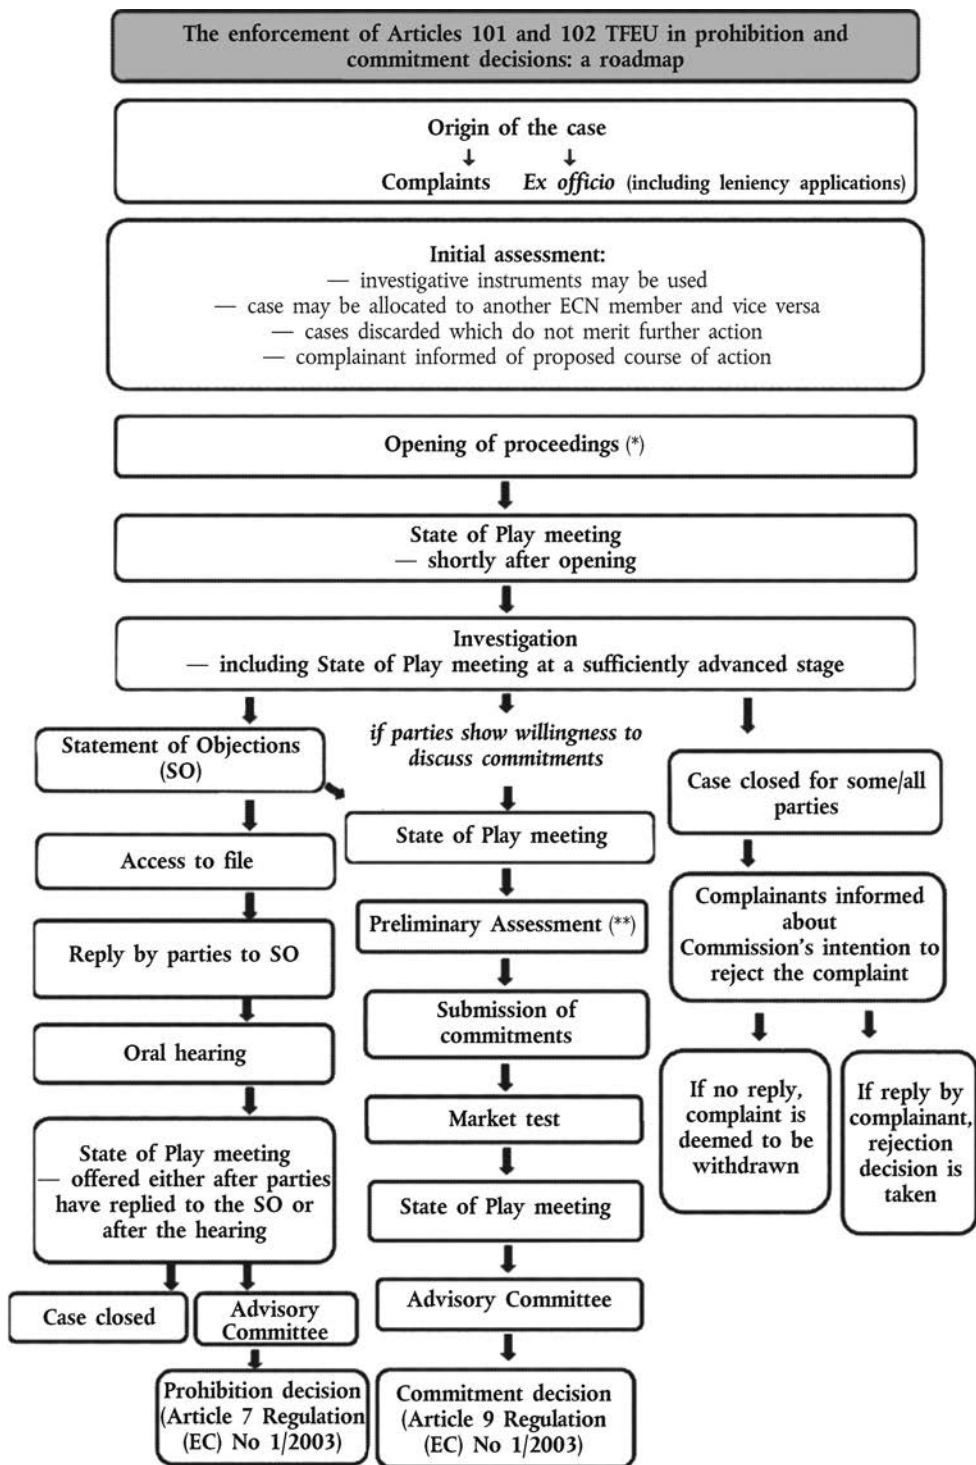 The enforcement of Articles 101 and 102 TFEU in prohibition and
commitment decisions: a roadmap
Origin of the case
↓ ↓
Complaints Ex officio (including leniency applications)
Initial assessment:
— investigative instruments may be used
— case may be allocated to another ECN member and vice versa
— cases discarded which do not merit further action
— complainant informed of proposed course of action
Opening of proceedings (*)
State of Play meeting
— shortly after opening
Investigation
— including State of Play meeting at a sufficiently advanced stage
Statement of Objections
(SO)
Access to file
Reply by parties to SO
Oral hearing
State of Play meeting
— offered either after parties
have replied to the SO or
after the hearing
Case closed
Advisory
Committee
Prohibition decision
(Article 7 Regulation
(EC) No 1/2003)
if parties show willingness to
discuss commitments
State of Play meeting
Preliminary Assessment (**)
Submission of
commitments
Market test
State of Play meeting
Advisory Committee
Commitment decision
(Article 9 Regulation
(EC) No 1/2003)
Case closed for some/all
parties
Complainants informed
about
Commission's intention to
reject the complaint
If no reply,
complaint is
deemed to be
withdrawn
If reply by
complainant,
rejection
decision is
taken